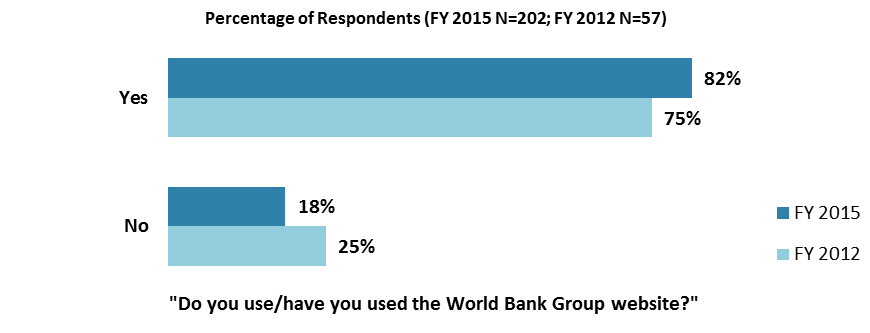 Percentage of Respondents (FY 2015 N=202; FY 2012 N=57)
Yes
82%
75%
No
18%
25%
FY 2015
FY 2012
"Do you use/have you used the World Bank Group website?"